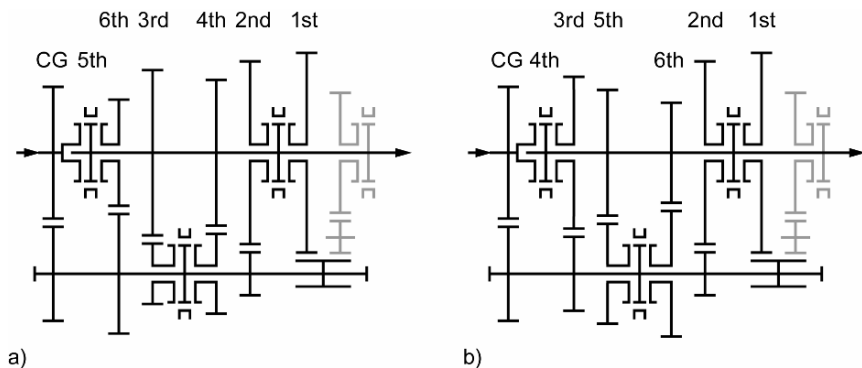 6th 3rd 4th 2nd 1st
CG 5th
a)
3rd 5th 2nd 1st
CG 4th 6th
b)